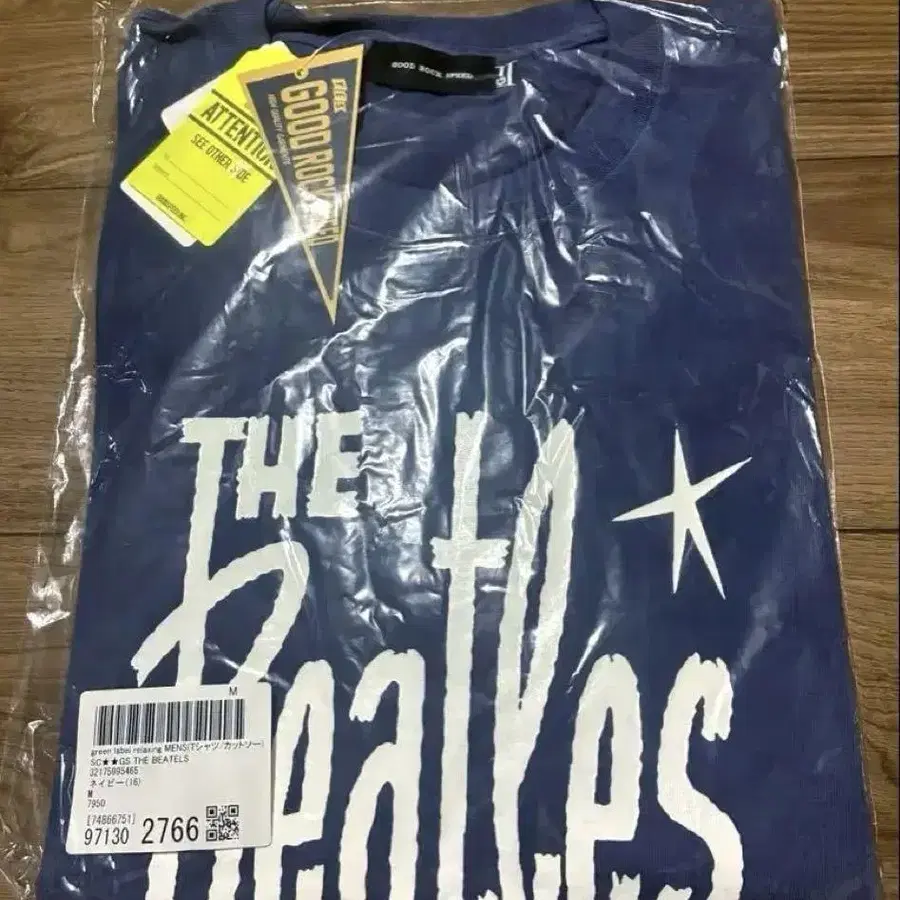 GOOD ROCK SPEED
ATTENTION
SEE OTHER SIDE
GOOD ROCK SPEED
THE
Beatles
M
green label relaxing MENS(Tシャツ/カットソー)
SC★★GS THE BEATELS
32175995465
ネイビー(16)
M
7950
[74866751]
97130 2766